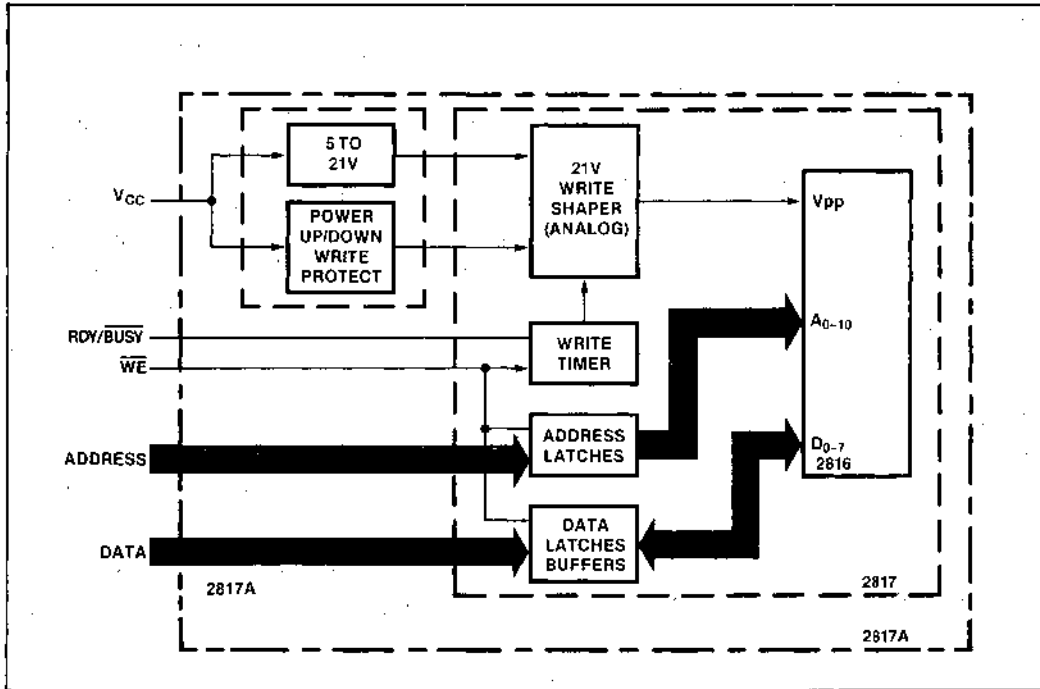 5 TO
21V
VCC
POWER
UP/DOWN
WRITE
PROTECT
21V
WRITE
SHAPER
(ANALOG)
Vpp
RDY/BUSY
WE
WRITE
TIMER
A0-10
ADDRESS
ADDRESS
LATCHES
D0-7
2816
DATA
DATA
LATCHES
BUFFERS
2817A
2817
2817A